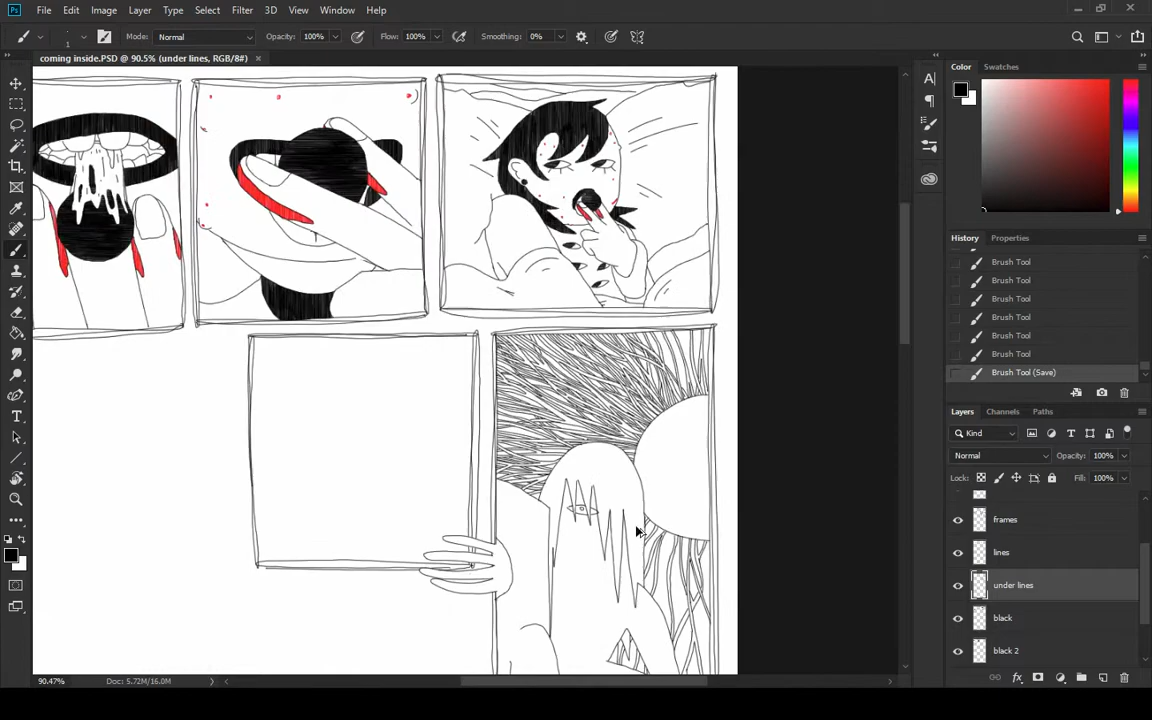 Ps File Edit Image Layer Type Select Filter 3D View Window Help
1 Mode: Normal Opacity: 100% Flow: 100% Smoothing: 0%
coming inside.PSD @ 90.5% (under lines, RGB/8#)
Color Swatches
History Properties
Brush Tool
Brush Tool
Brush Tool
Brush Tool
Brush Tool
Brush Tool
Brush Tool (Save)
Layers Channels Paths
Kind
Normal Opacity: 100%
Lock: Fill: 100%
frames
lines
under lines
black
black 2
90.47% Doc: 5.72M/16.0M